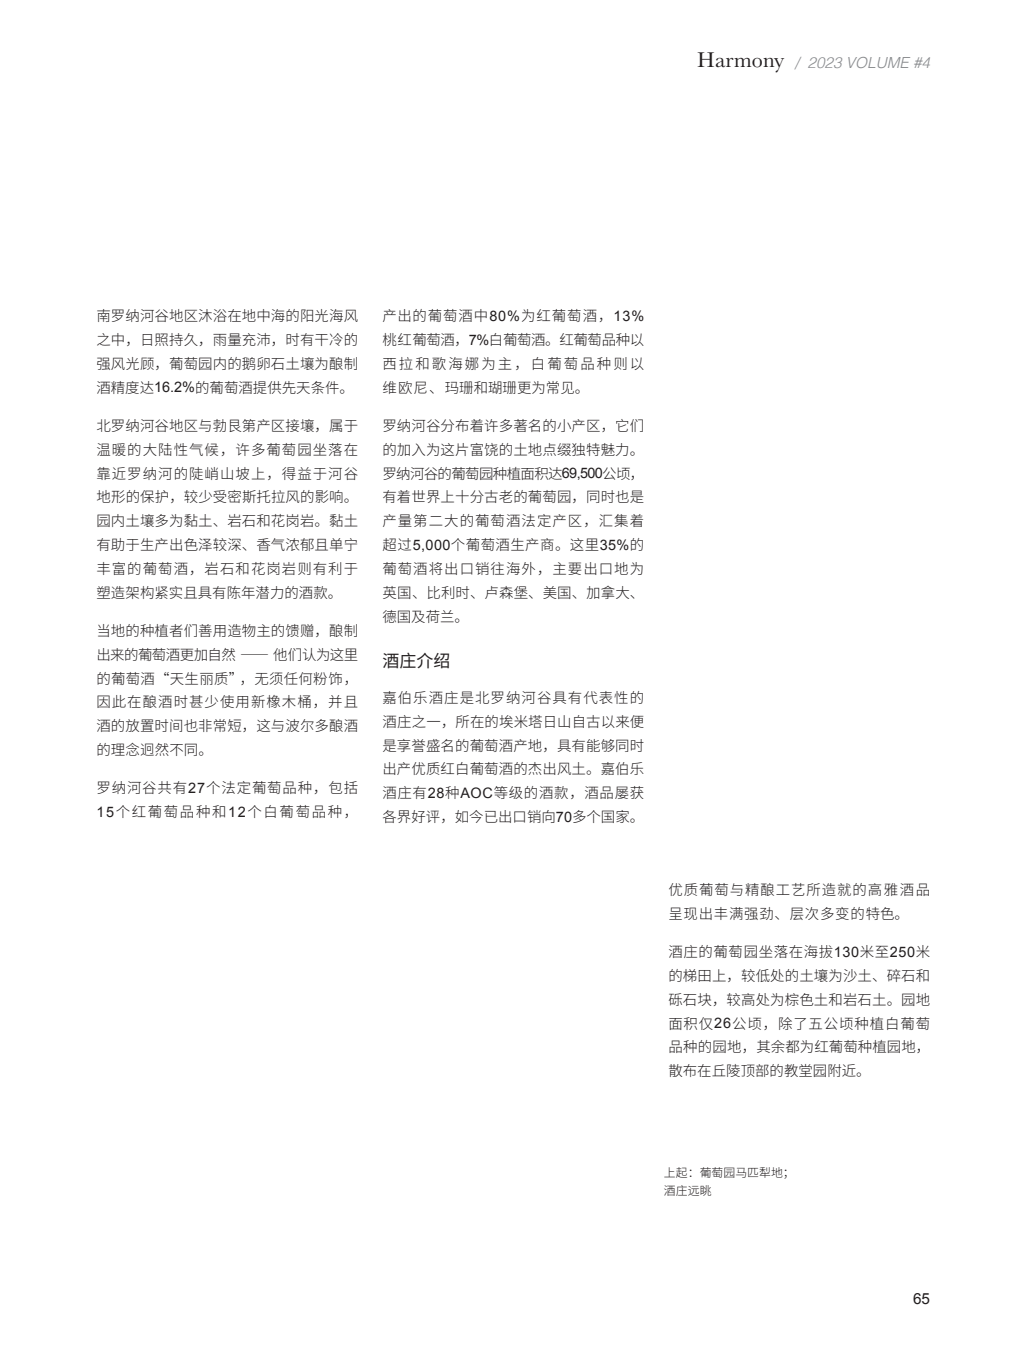 Harmony / 2023 VOLUME #4
南罗纳河谷地区沐浴在地中海的阳光海风
之中，日照持久，雨量充沛，时有干冷的
强风光顾，葡萄园内的鹅卵石土壤为酿制
酒精度达16.2%的葡萄酒提供先天条件。
北罗纳河谷地区与勃艮第产区接壤，属于
温暖的大陆性气候，许多葡萄园坐落在
靠近罗纳河的陡峭山坡上，得益于河谷
地形的保护，较少受密斯托拉风的影响。
园内土壤多为黏土、岩石和花岗岩。黏土
有助于生产出色泽较深、香气浓郁且单宁
丰富的葡萄酒，岩石和花岗岩则有利于
塑造架构紧实且具有陈年潜力的酒款。
当地的种植者们善用造物主的馈赠，酿制
出来的葡萄酒更加自然 —— 他们认为这里
的葡萄酒“天生丽质”，无须任何粉饰，
因此在酿酒时甚少使用新橡木桶，并且
酒的放置时间也非常短，这与波尔多酿酒
的理念迥然不同。
罗纳河谷共有27个法定葡萄品种，包括
15个红葡萄品种和12个白葡萄品种，
产出的葡萄酒中80%为红葡萄酒，13%
桃红葡萄酒，7%白葡萄酒。红葡萄品种以
西拉和歌海娜为主，白葡萄品种则以
维欧尼、玛珊和瑚珊更为常见。
罗纳河谷分布着许多著名的小产区，它们
的加入为这片富饶的土地点缀独特魅力。
罗纳河谷的葡萄园种植面积达69,500公顷，
有着世界上十分古老的葡萄园，同时也是
产量第二大的葡萄酒法定产区，汇集着
超过5,000个葡萄酒生产商。这里35%的
葡萄酒将出口销往海外，主要出口地为
英国、比利时、卢森堡、美国、加拿大、
德国及荷兰。
酒庄介绍
嘉伯乐酒庄是北罗纳河谷具有代表性的
酒庄之一，所在的埃米塔日山自古以来便
是享誉盛名的葡萄酒产地，具有能够同时
出产优质红白葡萄酒的杰出风土。嘉伯乐
酒庄有28种AOC等级的酒款，酒品屡获
各界好评，如今已出口销向70多个国家。
优质葡萄与精酿工艺所造就的高雅酒品
呈现出丰满强劲、层次多变的特色。
酒庄的葡萄园坐落在海拔130米至250米
的梯田上，较低处的土壤为沙土、碎石和
砾石块，较高处为棕色土和岩石土。园地
面积仅26公顷，除了五公顷种植白葡萄
品种的园地，其余都为红葡萄种植园地，
散布在丘陵顶部的教堂园附近。
上起：葡萄园马匹犁地；
酒庄远眺
65